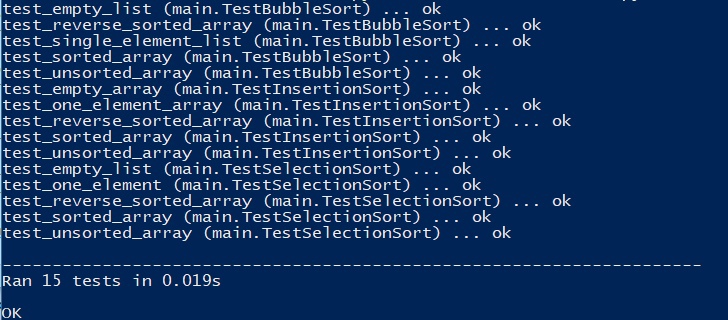 test_empty_list (main.TestBubbleSort) ... ok
test_reverse_sorted_array (main.TestBubbleSort) ... ok
test_single_element_list (main.TestBubbleSort) ... ok
test_sorted_array (main.TestBubbleSort) ... ok
test_unsorted_array (main.TestBubbleSort) ... ok
test_empty_array (main.TestInsertionSort) ... ok
test_one_element_array (main.TestInsertionSort) ... ok
test_reverse_sorted_array (main.TestInsertionSort) ... ok
test_sorted_array (main.TestInsertionSort) ... ok
test_unsorted_array (main.TestInsertionSort) ... ok
test_empty_list (main.TestSelectionSort) ... ok
test_one_element (main.TestSelectionSort) ... ok
test_reverse_sorted_array (main.TestSelectionSort) ... ok
test_sorted_array (main.TestSelectionSort) ... ok
test_unsorted_array (main.TestSelectionSort) ... ok
----------------------------------------------------------------------
Ran 15 tests in 0.019s
OK